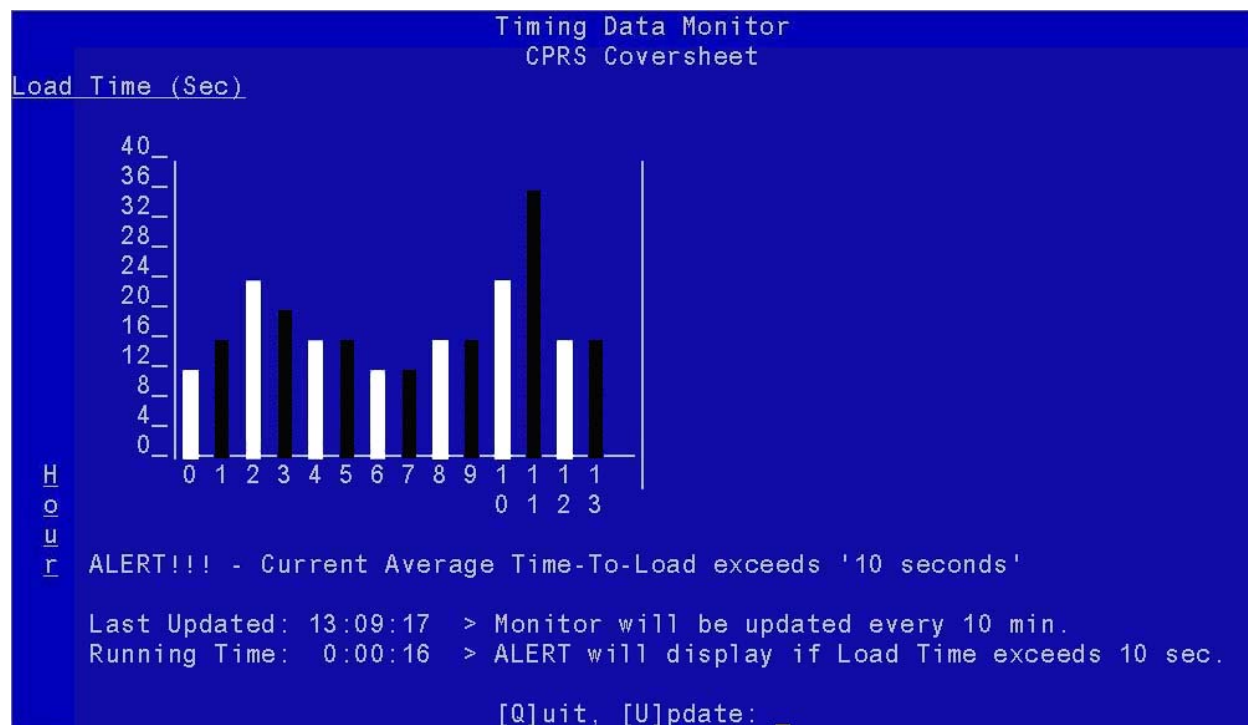 Timing Data Monitor
CPRS Coversheet
Load Time (Sec)
40_
36_
32_
28_
24_
20_
16_
12_
8_
4_
0_
0 1 2 3 4 5 6 7 8 9 1 1 1 1
0 1 2 3
H
o
u
r
ALERT!!! - Current Average Time-To-Load exceeds '10 seconds'
Last Updated: 13:09:17 > Monitor will be updated every 10 min.
Running Time: 0:00:16 > ALERT will display if Load Time exceeds 10 sec.
[Q]uit, [U]pdate: _